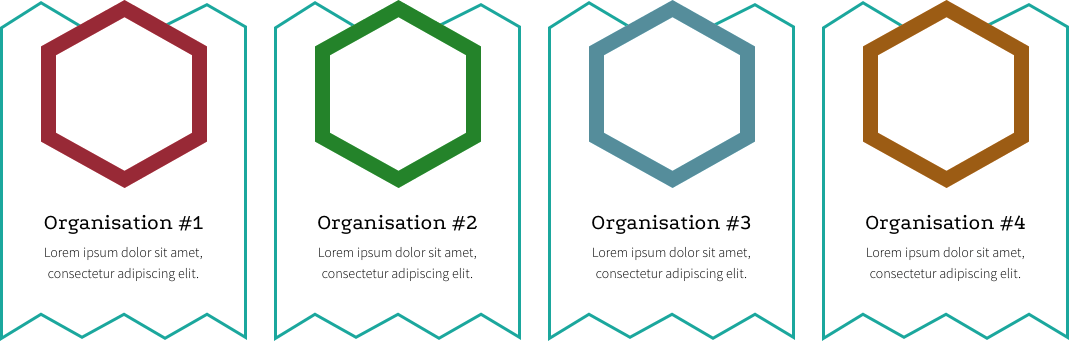 Organisation #1
Lorem ipsum dolor sit amet,
consectetur adipiscing elit.
Organisation #2
Lorem ipsum dolor sit amet,
consectetur adipiscing elit.
Organisation #3
Lorem ipsum dolor sit amet,
consectetur adipiscing elit.
Organisation #4
Lorem ipsum dolor sit amet,
consectetur adipiscing elit.